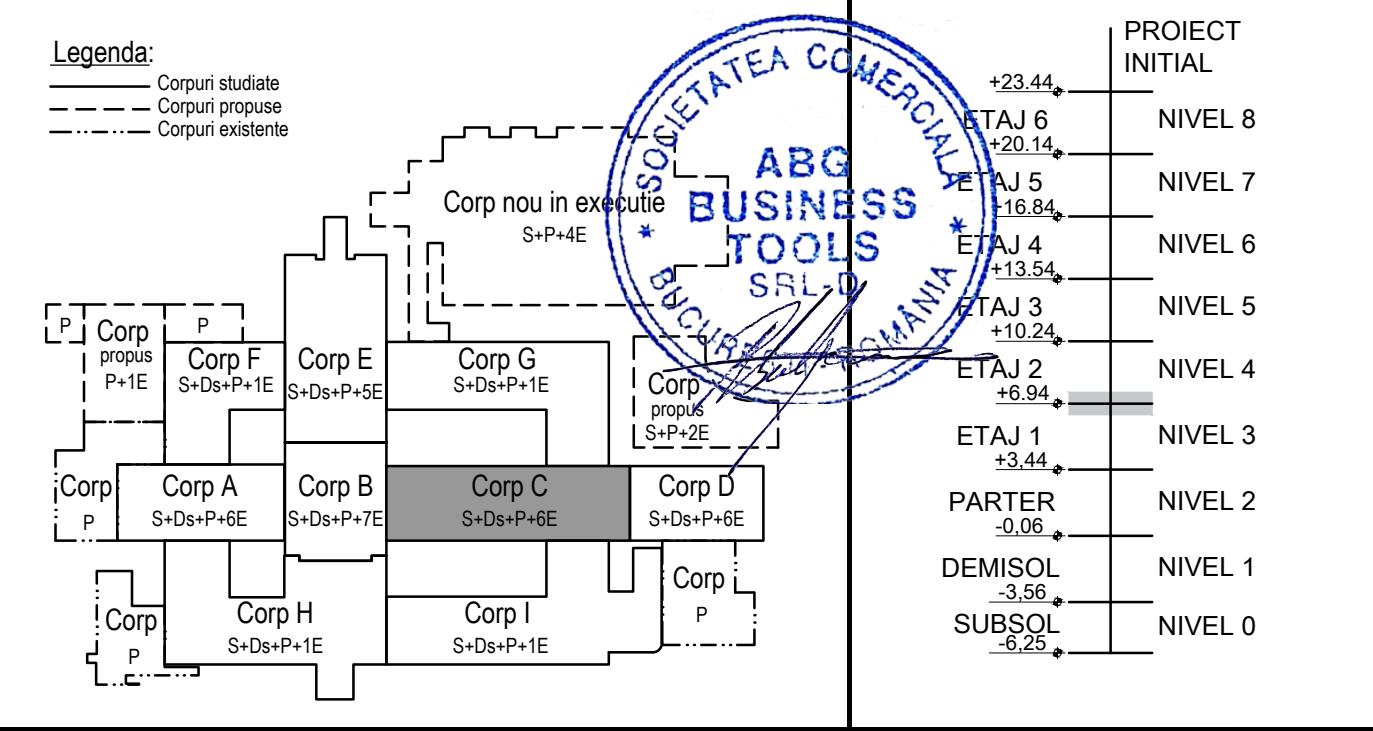 Legenda:
Corpuri studiate
Corpuri propuse
Corpuri existente
Corp nou in executie
S+P+4E
P
Corp
propus
P+1E
P
Corp F
S+Ds+P+1E
Corp E
S+Ds+P+5E
Corp G
S+Ds+P+1E
Corp
propus
S+P+2E
Corp
P
Corp A
S+Ds+P+6E
Corp B
S+Ds+P+7E
Corp C
S+Ds+P+6E
Corp D
S+Ds+P+6E
Corp
P
Corp H
S+Ds+P+1E
Corp I
S+Ds+P+1E
Corp
P
SOCIETATEA COMERCIALA
ABG
BUSINESS
TOOLS
SRL-D
ROMÂNIA
PROIECT
INITIAL
+23.44
ETAJ 6 NIVEL 8
+20.14
ETAJ 5 NIVEL 7
+16.84
ETAJ 4 NIVEL 6
+13.54
ETAJ 3 NIVEL 5
+10.24
ETAJ 2 NIVEL 4
+6.94
ETAJ 1 NIVEL 3
+3,44
PARTER NIVEL 2
-0,06
DEMISOL NIVEL 1
-3,56
SUBSOL NIVEL 0
-6,25